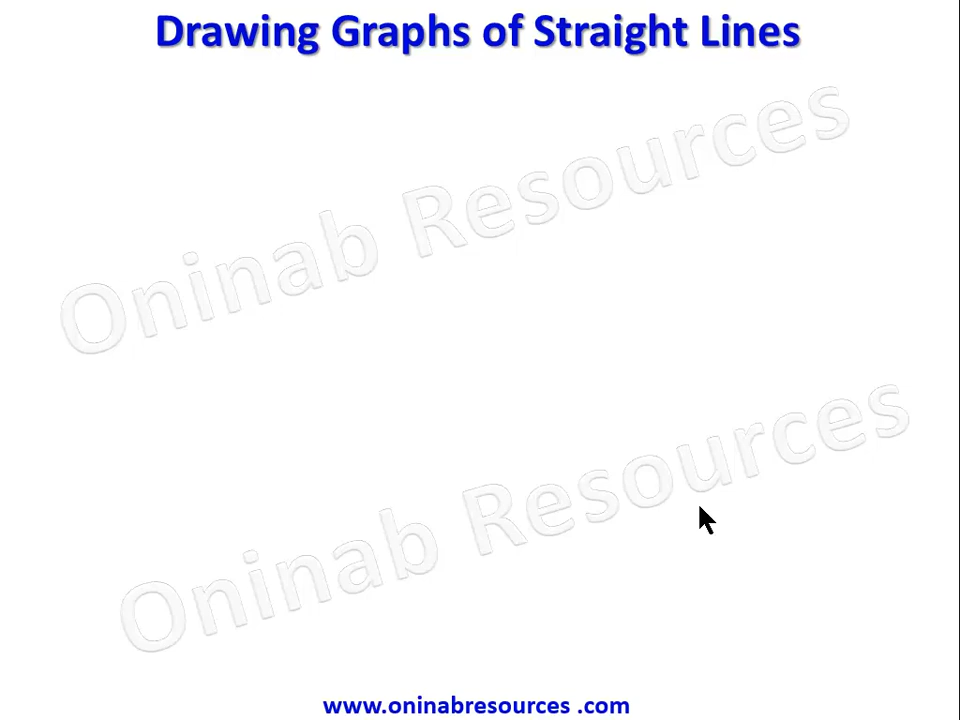 Drawing Graphs of Straight Lines
Oninab Resources
Oninab Resources
www.oninabresources .com